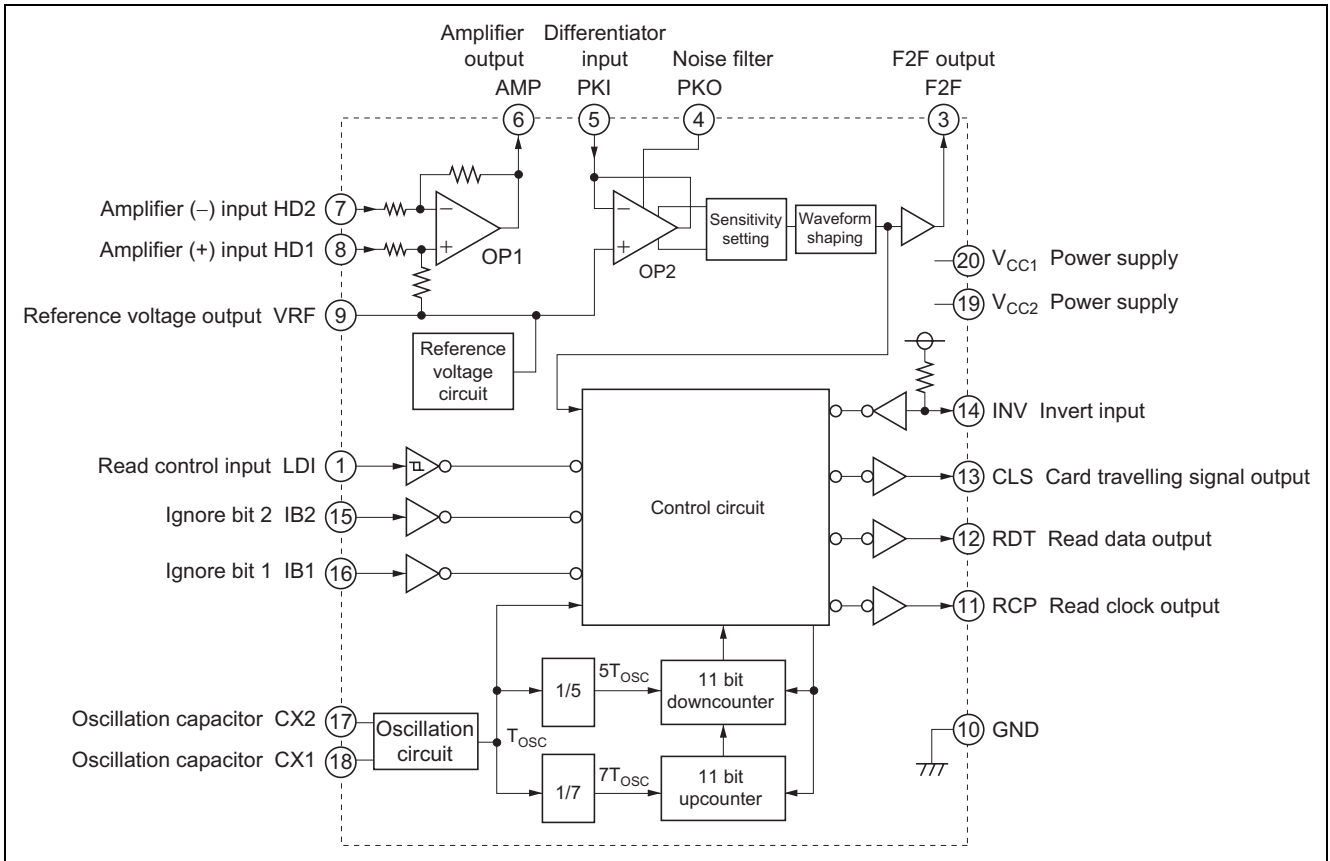 Amplifier output
AMP
Differentiator input
PKI
Noise filter
PKO
F2F output
F2F
6
5
4
3
Amplifier (−) input HD2 7
Amplifier (+) input HD1 8
−
+
OP1
−
+
OP2
Sensitivity setting
Waveform shaping
20 VCC1 Power supply
19 VCC2 Power supply
Reference voltage output VRF 9
Reference voltage circuit
Control circuit
14 INV Invert input
Read control input LDI 1
13 CLS Card travelling signal output
Ignore bit 2 IB2 15
12 RDT Read data output
Ignore bit 1 IB1 16
11 RCP Read clock output
1/5
5TOSC
11 bit downcounter
Oscillation capacitor CX2 17
Oscillation capacitor CX1 18
Oscillation circuit
TOSC
10 GND
1/7
7TOSC
11 bit upcounter